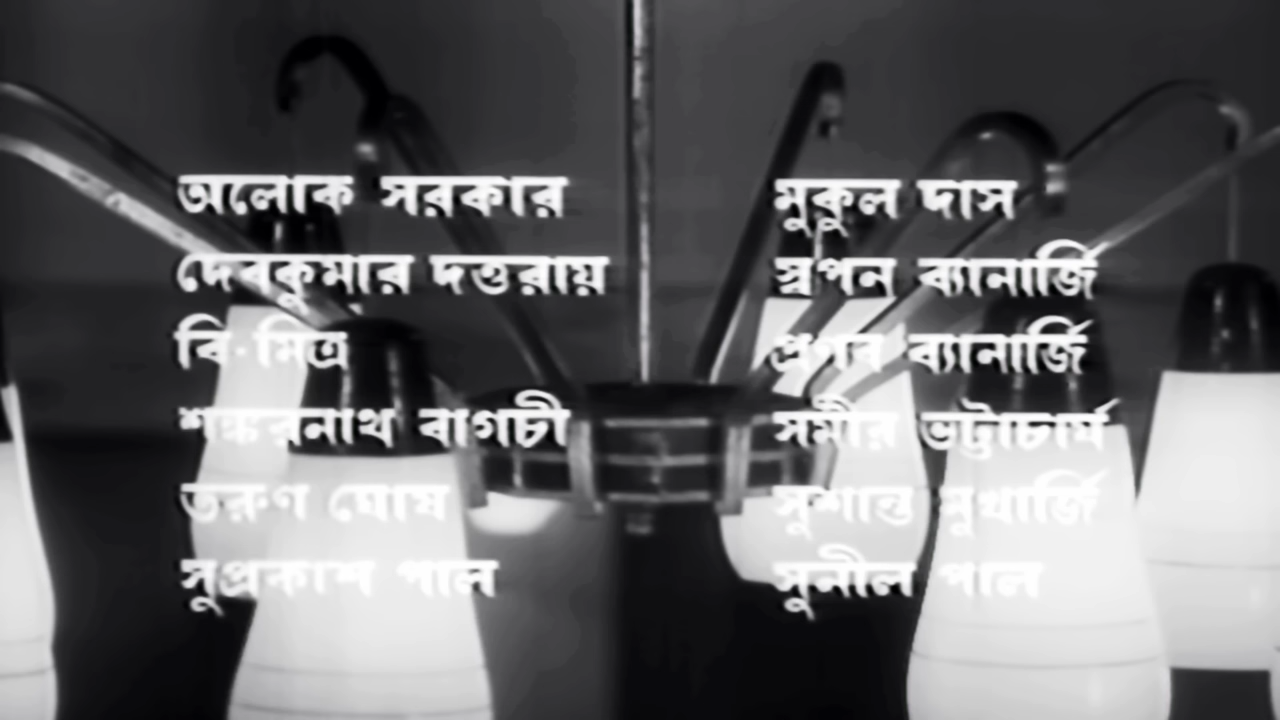 অলোক সরকার
দেবকুমার দত্তরায়
বি·মিত্র
শঙ্করনাথ বাগচী
তরুণ ঘোষ
সুপ্রকাশ পাল
মুকুল দাস
স্বপন ব্যানার্জি
প্রণব ব্যানার্জি
সমীর ভট্টাচার্য
সুশান্ত মুখার্জি
সুনীল পাল